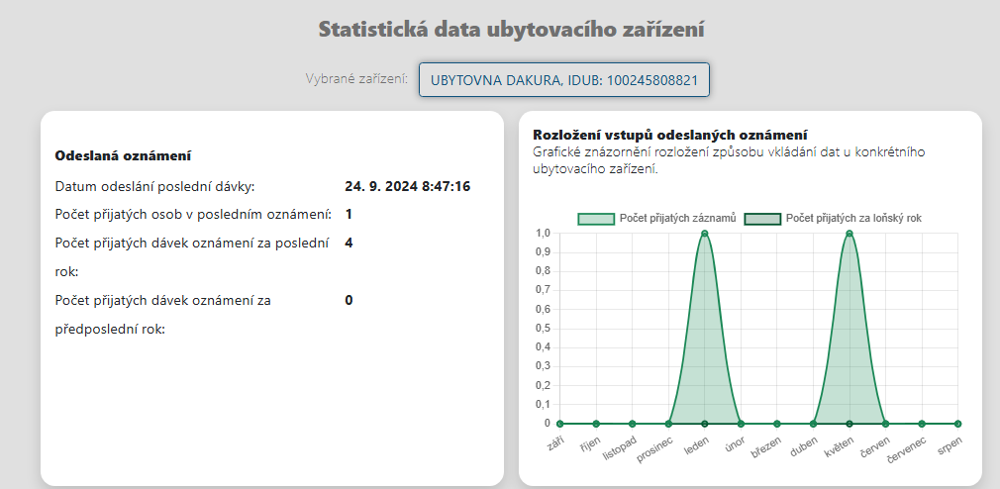 Statistická data ubytovacího zařízení
Vybrané zařízení: UBYTOVNA DAKURA, IDUB: 100245808821
Odeslaná oznámení
Datum odeslání poslední dávky: 24. 9. 2024 8:47:16
Počet přijatých osob v posledním oznámení: 1
Počet přijatých dávek oznámení za poslední 4
rok:
Počet přijatých dávek oznámení za 0
předposlední rok:
Rozložení vstupů odeslaných oznámení
Grafické znázornění rozložení způsobu vkládání dat u konkrétního
ubytovacího zařízení.
Počet přijatých záznamů Počet přijatých za loňský rok
1,0
0,9
0,8
0,7
0,6
0,5
0,4
0,3
0,2
0,1
0
září říjen listopad prosinec leden únor březen duben květen červen červenec srpen